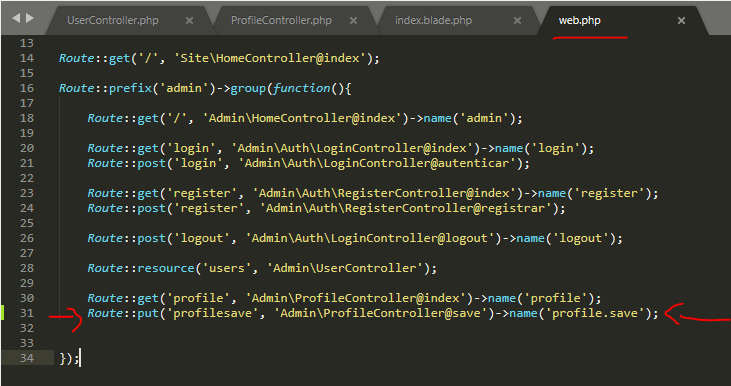 UserController.php × ProfileController.php × index.blade.php × web.php ×
13
14 Route::get('/', 'Site\HomeController@index');
15
16 Route::prefix('admin')->group(function(){
17
18 Route::get('/', 'Admin\HomeController@index')->name('admin');
19
20 Route::get('login', 'Admin\Auth\LoginController@index')->name('login');
21 Route::post('login', 'Admin\Auth\LoginController@autenticar');
22
23 Route::get('register', 'Admin\Auth\RegisterController@index')->name('register');
24 Route::post('register', 'Admin\Auth\RegisterController@registrar');
25
26 Route::post('logout', 'Admin\Auth\LoginController@logout')->name('logout');
27
28 Route::resource('users', 'Admin\UserController');
29
30 Route::get('profile', 'Admin\ProfileController@index')->name('profile');
31 Route::put('profilesave', 'Admin\ProfileController@save')->name('profile.save');
32
33
34 });